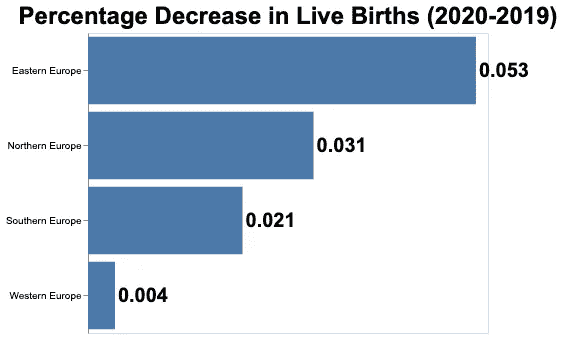 Percentage Decrease in Live Births (2020-2019)
Eastern Europe 0.053
Northern Europe 0.031
Southern Europe 0.021
Western Europe 0.004